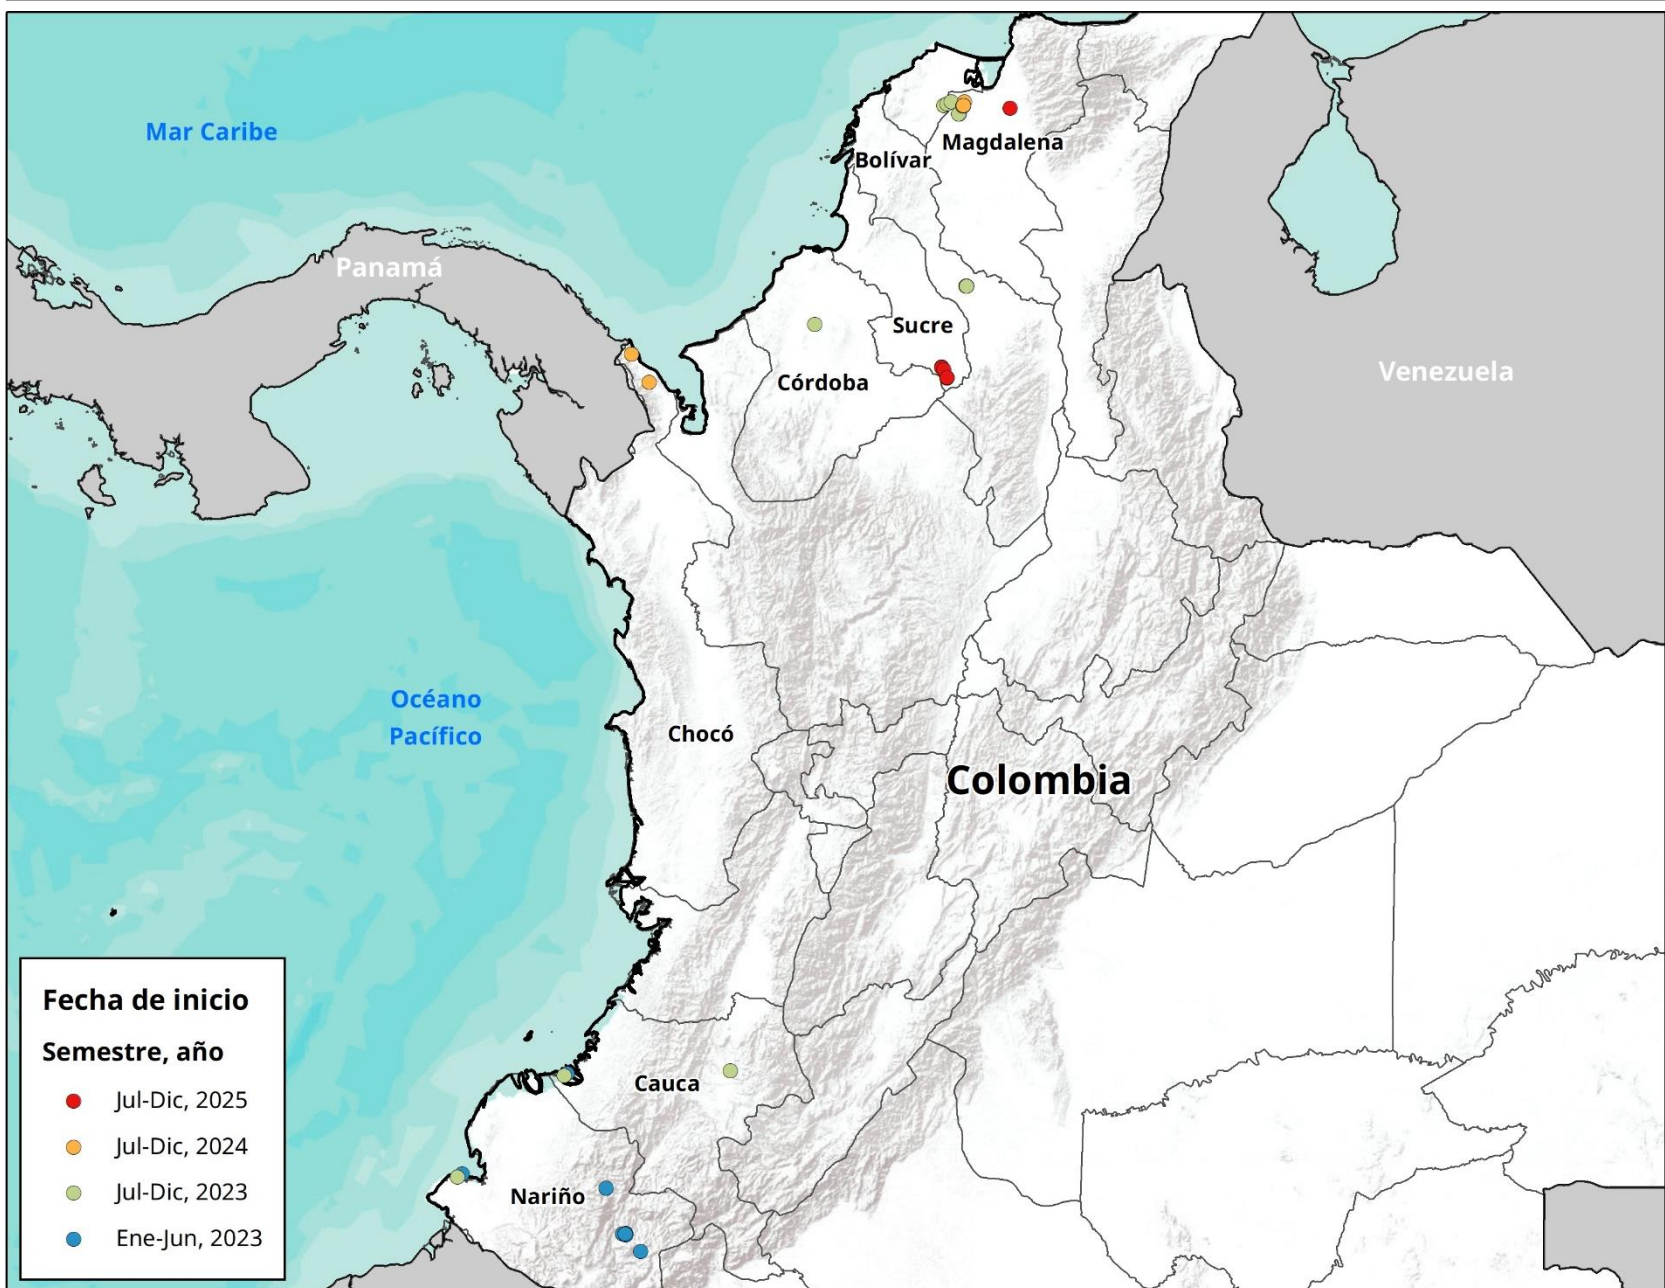 Mar Caribe
Magdalena
Bolívar
Panamá
Sucre
Venezuela
Córdoba
Océano
Pacífico
Chocó
Colombia
Fecha de inicio
Semestre, año
Cauca
Jul-Dic, 2025
Jul-Dic, 2024
Jul-Dic, 2023
Nariño
Ene-Jun, 2023